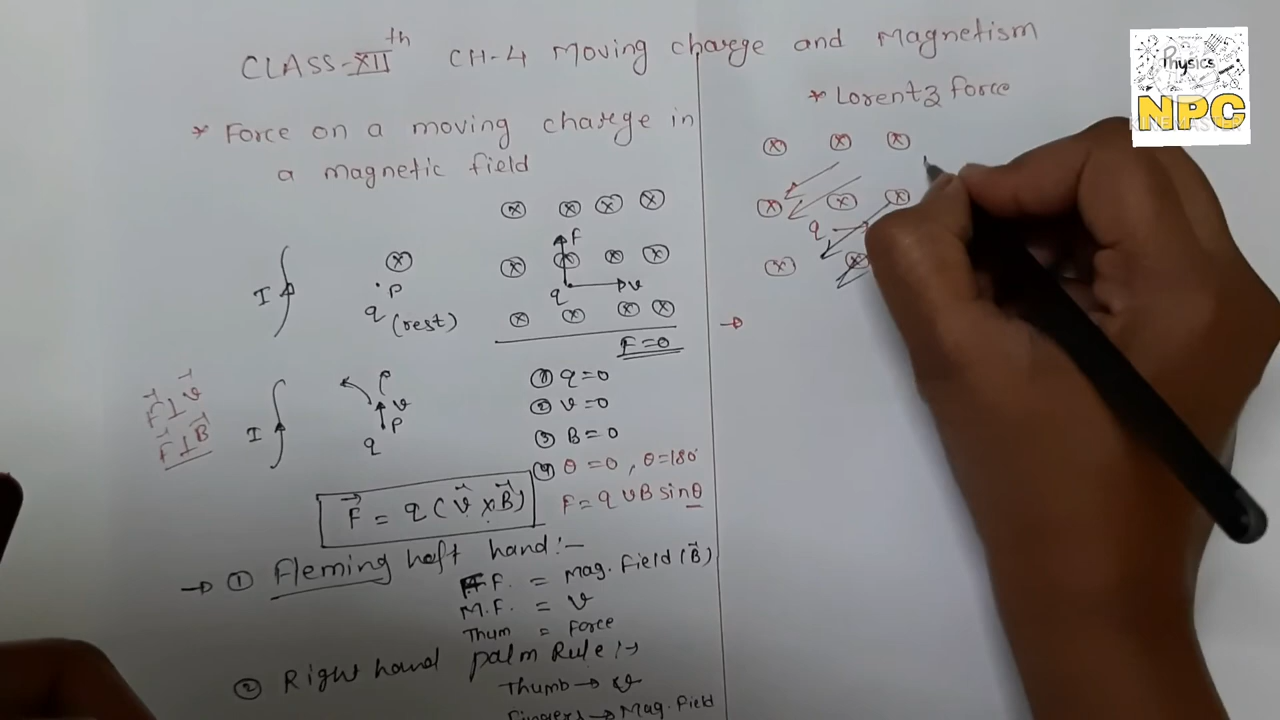 CLASS-XIIth CH-4 Moving charge and Magnetism
Physics
NPC
KINEMASTER
* Force on a moving charge in
a magnetic field
* Lorentz force
⊗ ⊗ ⊗ ⊗
F
I ⊗
P
q (rest)
⊗ ⊗ ⊗ ⊗
q v
⊗ ⊗ ⊗ ⊗
F=0
① q=0
② v=0
③ B=0
④ θ=0, θ=180°
F = q v B sinθ
F⃗ ⊥ v⃗
F⃗ ⊥ B⃗
I
P
v
P
q
F⃗ = q (v⃗ × B⃗)
→ ① Fleming heft hand:-
F.F. = Mag. Field (B⃗)
M.F. = v
Thum = Force
② Right hand palm Rule:→
Thumb → v
Fingers → Mag. Field
⊗ ⊗ ⊗
⊗ ⊗ ⊗
q
⊗ ⊗
→